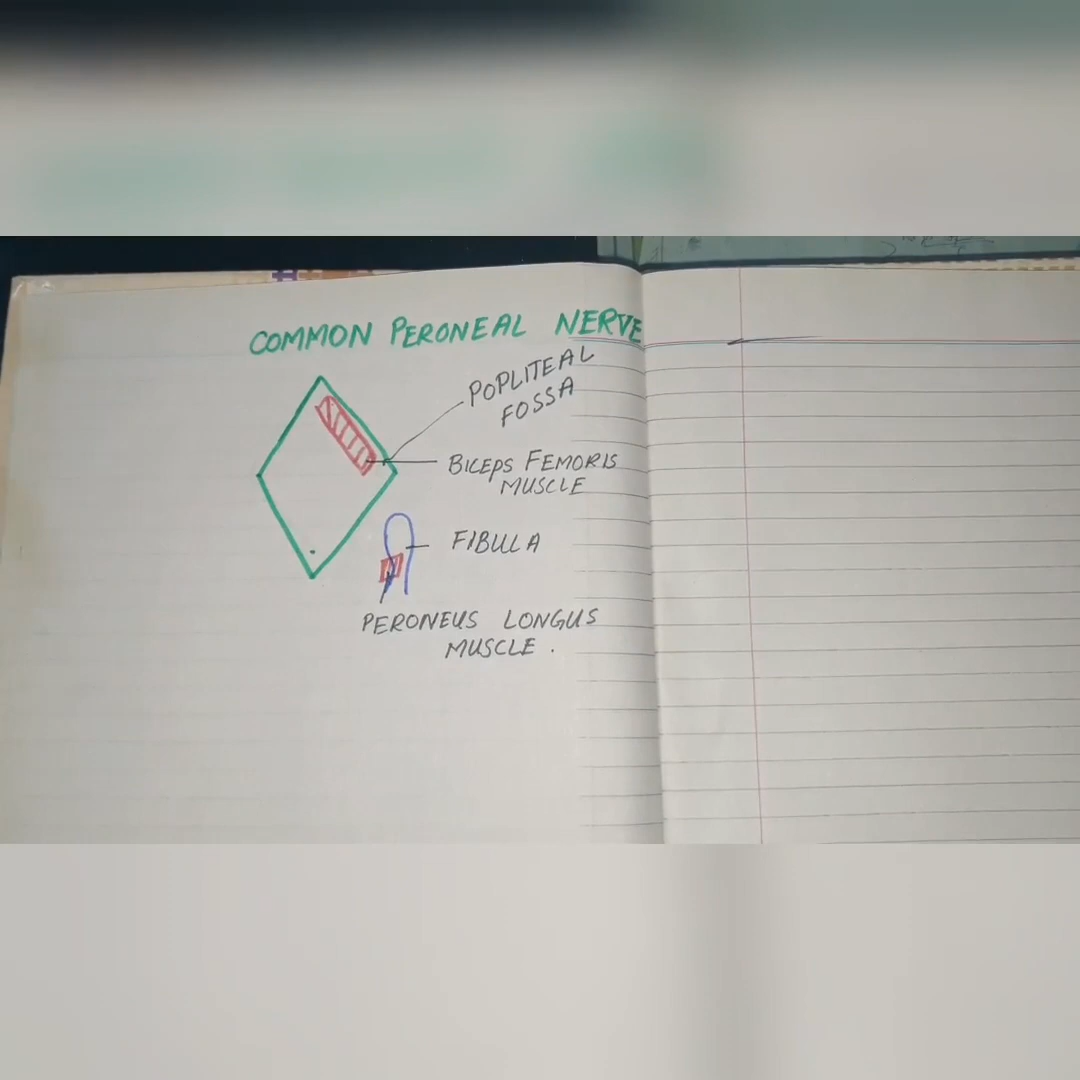 COMMON PERONEAL NERVE
POPLITEAL
FOSSA
BICEPS FEMORIS
MUSCLE
FIBULA
PERONEUS LONGUS
MUSCLE .